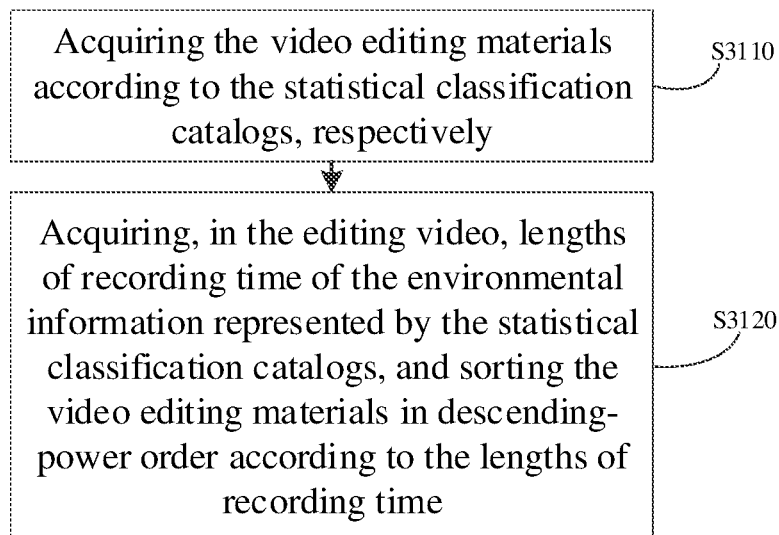 Acquiring the video editing materials
according to the statistical classification
catalogs, respectively
S3110
Acquiring, in the editing video, lengths
of recording time of the environmental
information represented by the statistical
classification catalogs, and sorting the
video editing materials in descending-
power order according to the lengths of
recording time
S3120